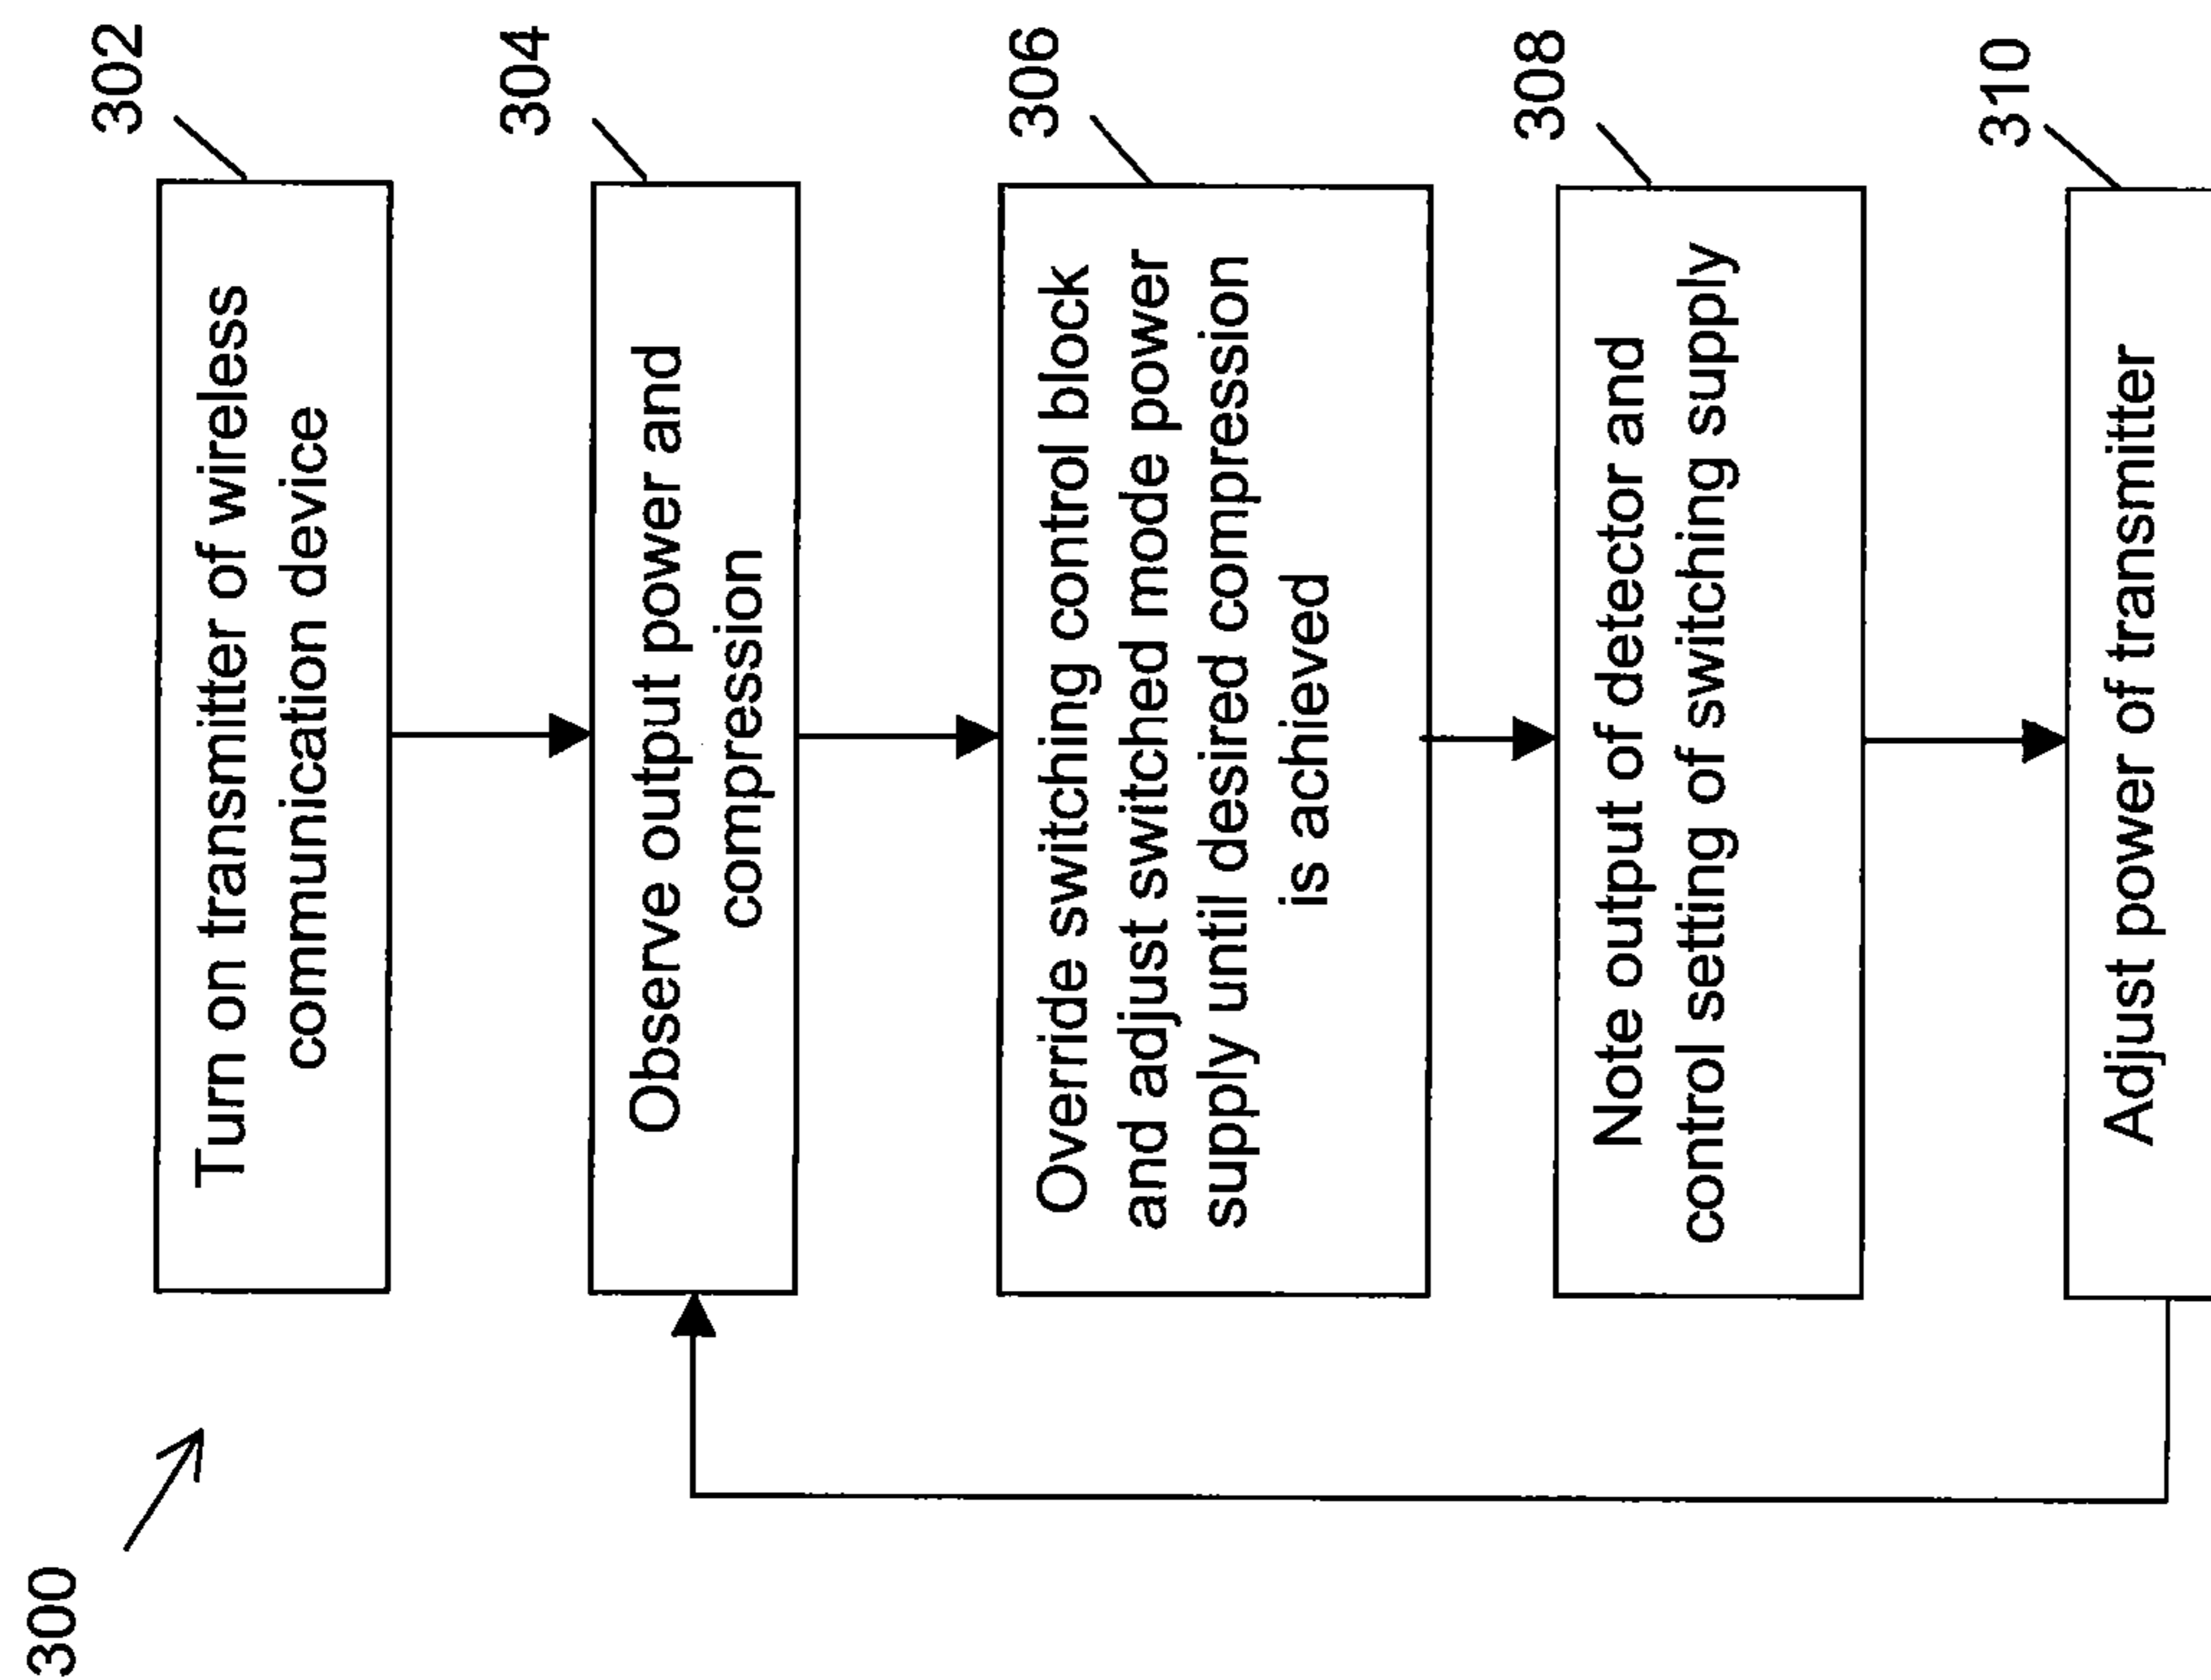 300
302
Turn on transmitter of wireless
communication device
304
Observe output power and
compression
306
Override switching control block
and adjust switched mode power
supply until desired compression
is achieved
308
Note output of detector and
control setting of switching supply
310
Adjust power of transmitter